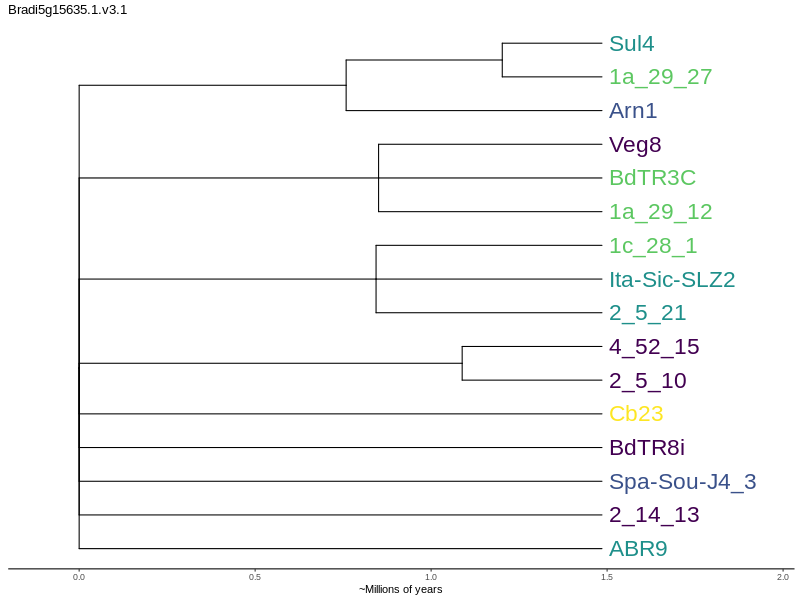 Bradi5g15635.1.v3.1
Sul4
1a_29_27
Arn1
Veg8
BdTR3C
1a_29_12
1c_28_1
Ita-Sic-SLZ2
2_5_21
4_52_15
2_5_10
Cb23
BdTR8i
Spa-Sou-J4_3
2_14_13
ABR9
0.0 0.5 1.0 1.5 2.0
~Millions of years